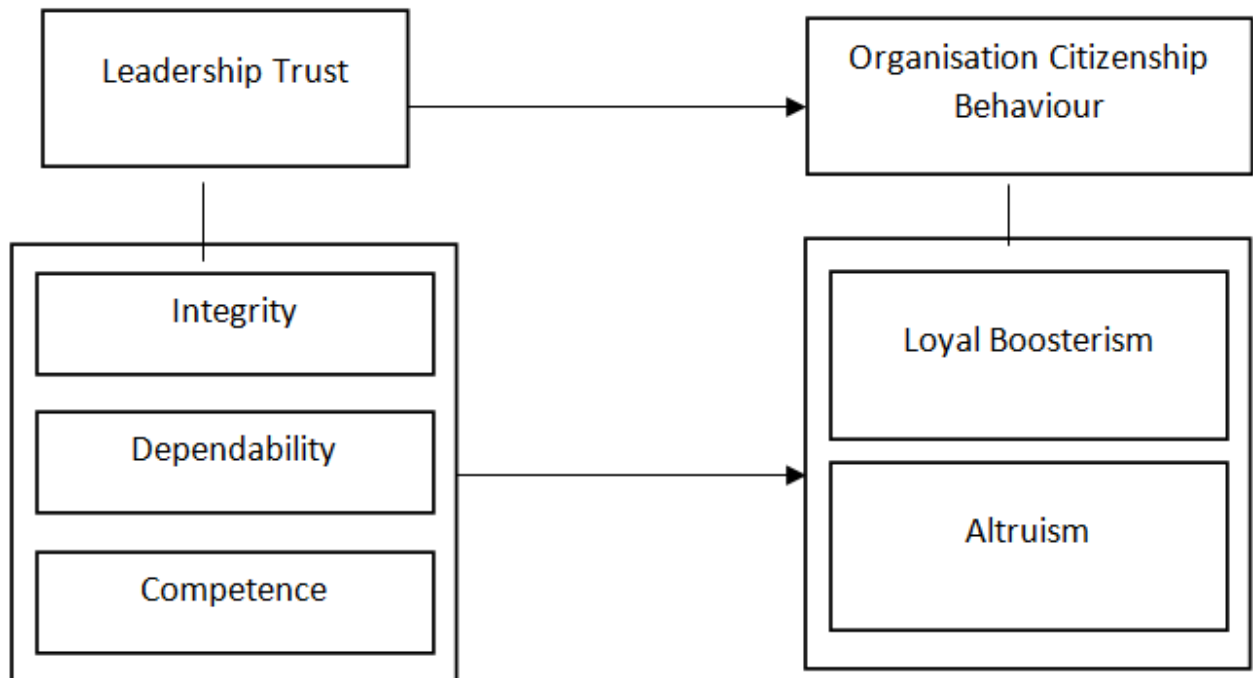 Leadership Trust
Organisation Citizenship
Behaviour
Integrity
Dependability
Competence
Loyal Boosterism
Altruism